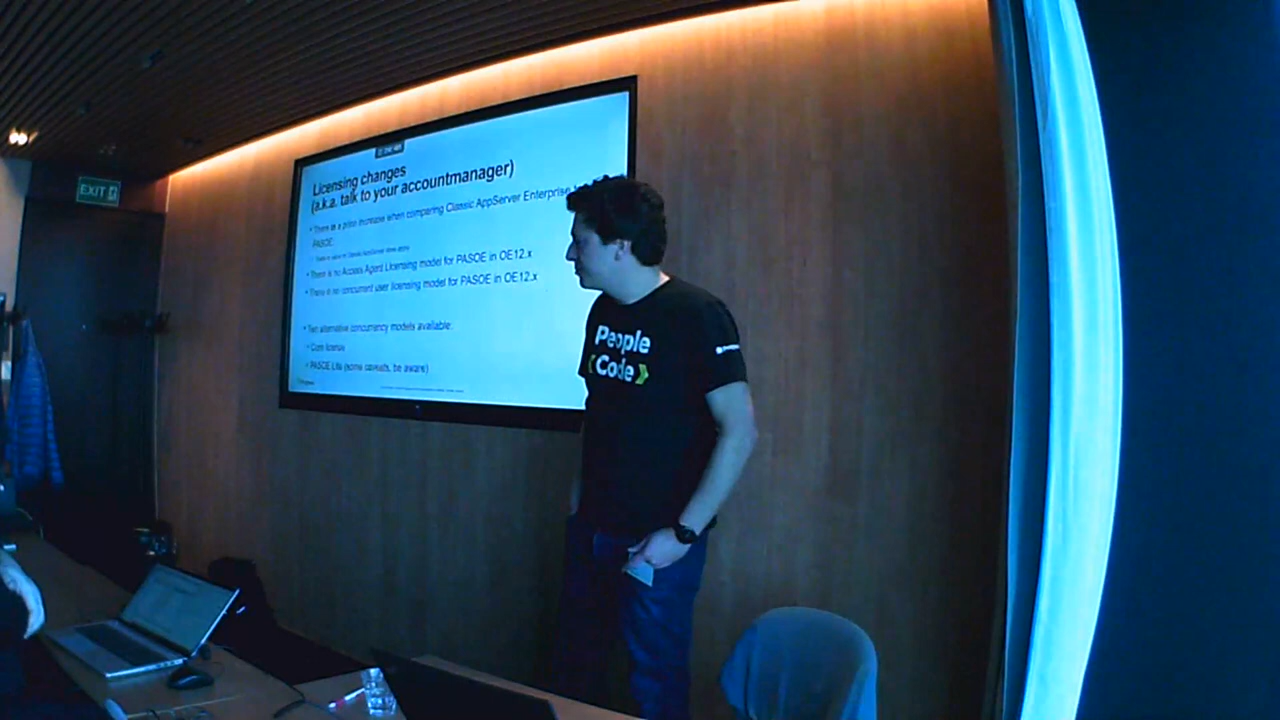 EXIT
Licensing changes
(a.k.a. talk to your accountmanager)
• There is a price increase when comparing Classic AppServer Enterprise
PASOE:
• There is no Access Agent Licensing model for PASOE in OE12.x
• There is no concurrent user licensing model for PASOE in OE12.x
• Two alternative concurrency models available:
• Core license
• PASOE Lite (some caveats, be aware)
People
Code